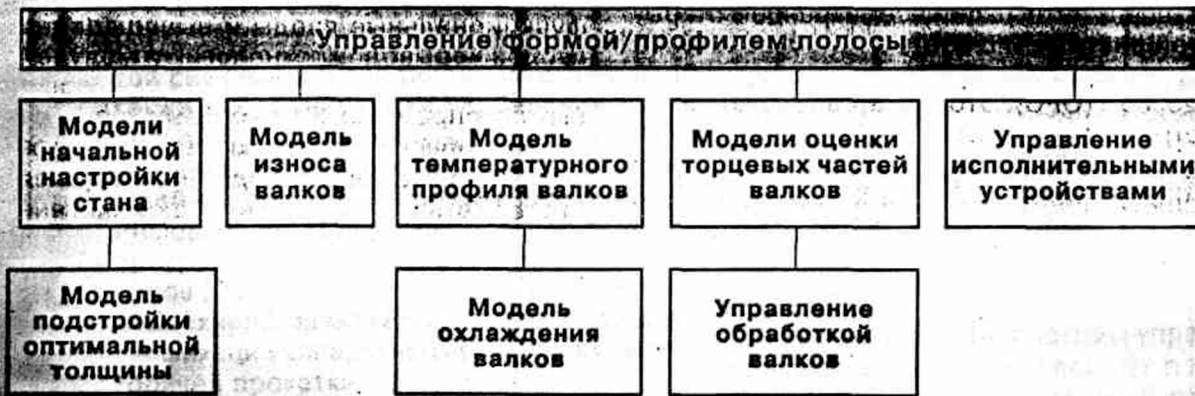 Управление/формой/профилем полосы
Модели
начальной
настройки
стана
Модель
износа
валков
Модель
температурного
профиля валков
Модели оценки
торцевых частей
валков
Управление
исполнительными
устройствами
Модель
подстройки
оптимальной
толщины
Модель
охлаждения
валков
Управление
обработкой
валков